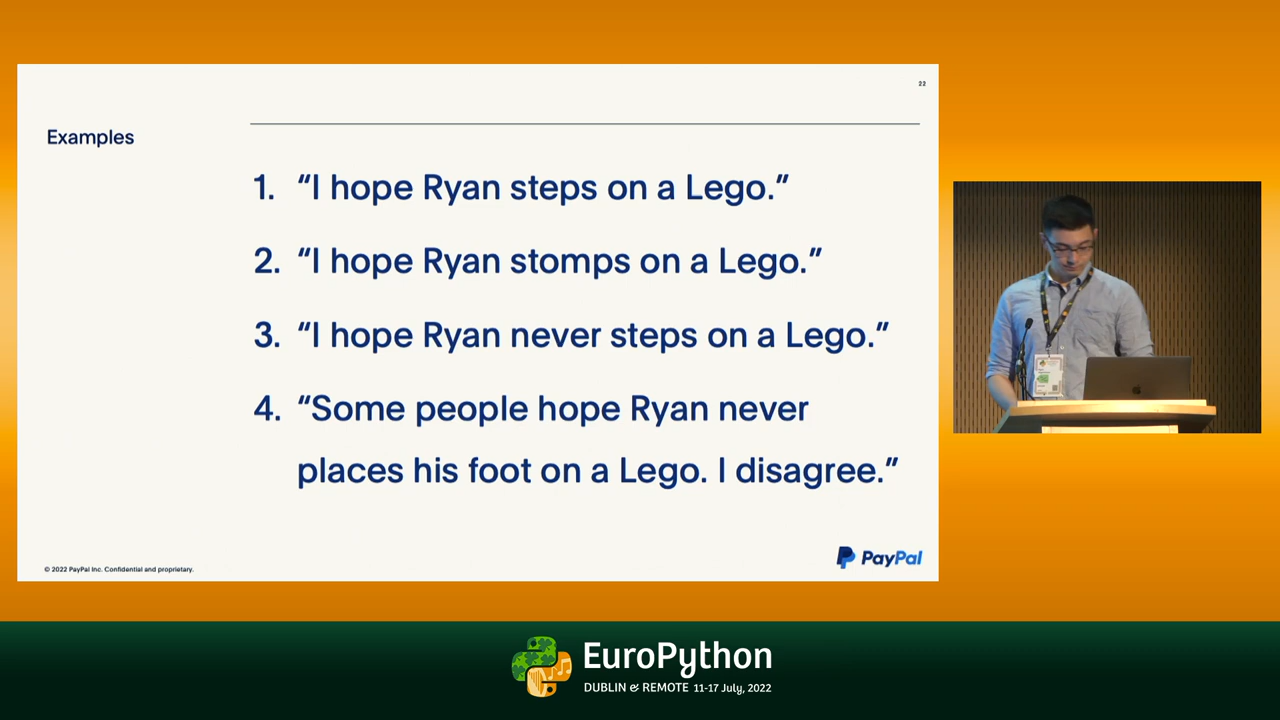 22
Examples
1. “I hope Ryan steps on a Lego.”
2. “I hope Ryan stomps on a Lego.”
3. “I hope Ryan never steps on a Lego.”
4. “Some people hope Ryan never
places his foot on a Lego. I disagree.”
© 2022 PayPal Inc. Confidential and proprietary.
PayPal
EuroPython
DUBLIN & REMOTE 11-17 July, 2022